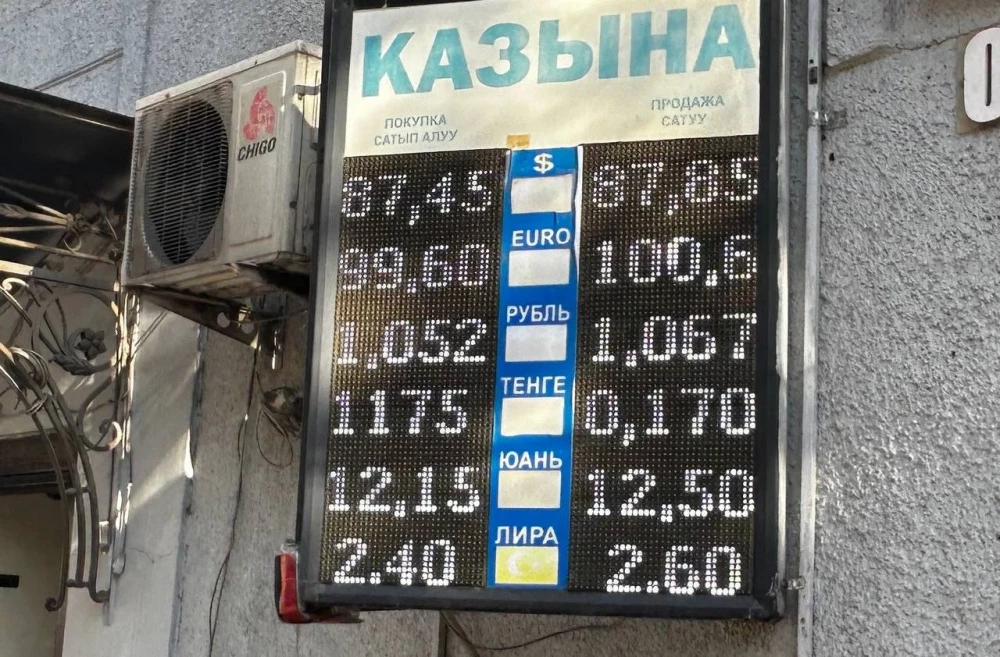 КАЗЫНА
CHIGO
ПОКУПКА
САТЫП АЛУУ
ПРОДАЖА
САТУУ
87,45 $ 87,85
99,60 EURO 100,6
1,052 РУБЛЬ 1,067
1175 ТЕНГЕ 0,170
12,15 ЮАНЬ 12,50
2.40 ЛИРА 2.60